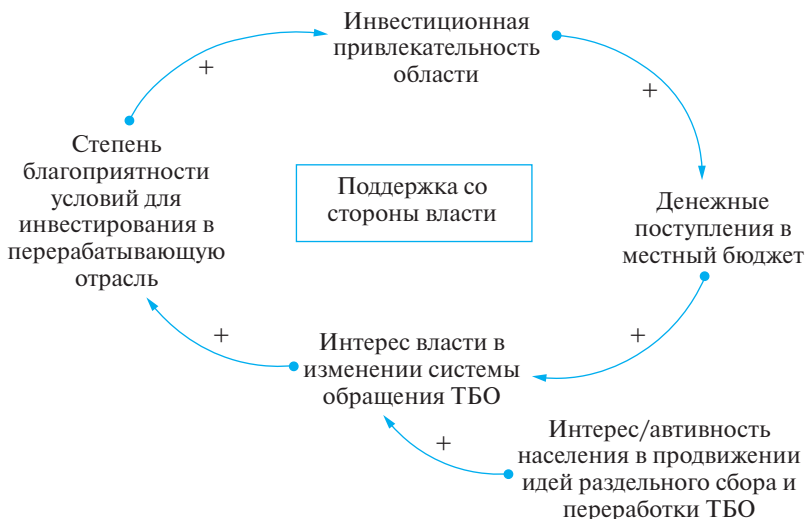 Инвестиционная
привлекательность
области
+
+
Степень
благоприятности
условий для
инвестирования в
перерабатывающую
отрасль
Поддержка со
стороны власти
Денежные
поступления в
местный бюджет
+
+
Интерес власти в
изменении системы
обращения ТБО
+
Интерес/автивность
населения в продвижении
идей раздельного сбора и
переработки ТБО